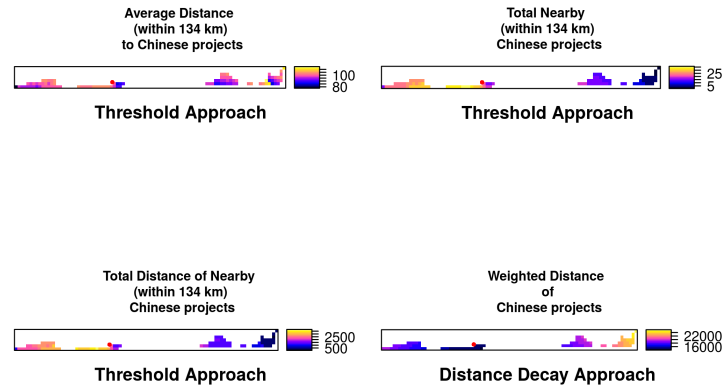 Average Distance
(within 134 km)
to Chinese projects
100
80
Threshold Approach
Total Nearby
(within 134 km)
Chinese projects
25
5
Threshold Approach
Total Distance of Nearby
(within 134 km)
Chinese projects
2500
500
Threshold Approach
Weighted Distance
of
Chinese projects
22000
16000
Distance Decay Approach